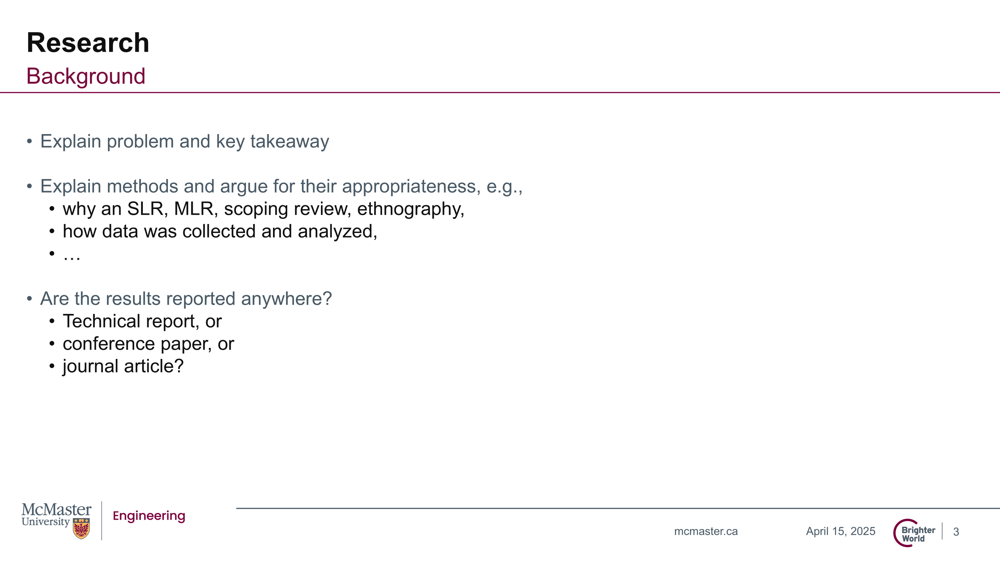 Research
Background
• Explain problem and key takeaway
• Explain methods and argue for their appropriateness, e.g.,
• why an SLR, MLR, scoping review, ethnography,
• how data was collected and analyzed,
• …
• Are the results reported anywhere?
• Technical report, or
• conference paper, or
• journal article?
McMaster
University
Engineering
mcmaster.ca
April 15, 2025
Brighter
World
3